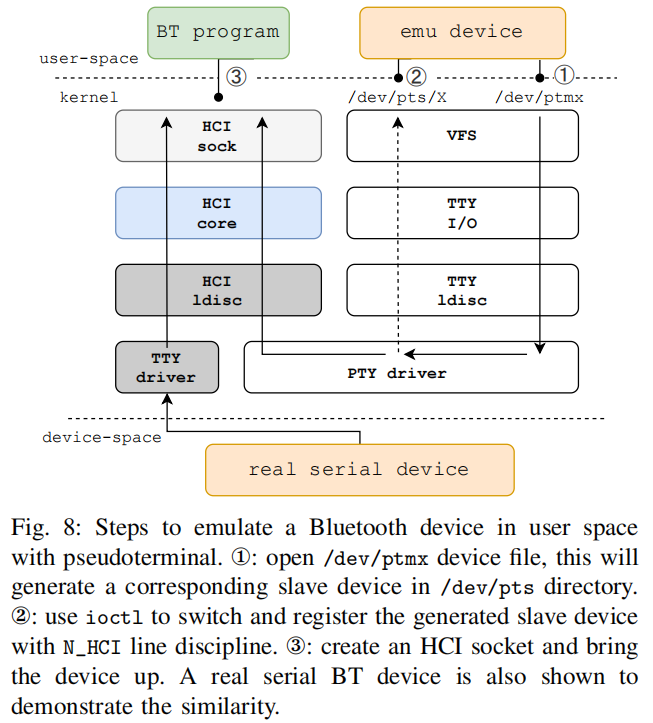 BT program
emu device
user-space
③
②
①
kernel
/dev/pts/X
/dev/ptmx
HCI
sock
VFS
HCI
core
TTY
I/O
HCI
ldisc
TTY
ldisc
TTY
driver
PTY driver
device-space
real serial device
Fig. 8: Steps to emulate a Bluetooth device in user space
with pseudoterminal. ①: open /dev/ptmx device file, this will
generate a corresponding slave device in /dev/pts directory.
②: use ioctl to switch and register the generated slave device
with N_HCI line discipline. ③: create an HCI socket and bring
the device up. A real serial BT device is also shown to
demonstrate the similarity.